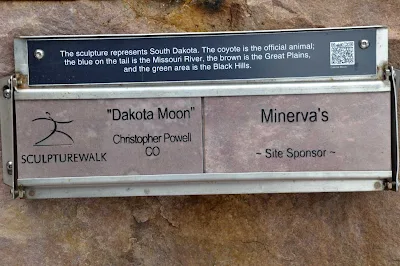 The sculpture represents South Dakota. The coyote is the official animal;
the blue on the tail is the Missouri River, the brown is the Great Plains,
and the green area is the Black Hills.
"Dakota Moon"
Christopher Powell
CO
SCULPTUREWALK
Minerva's
~ Site Sponsor ~